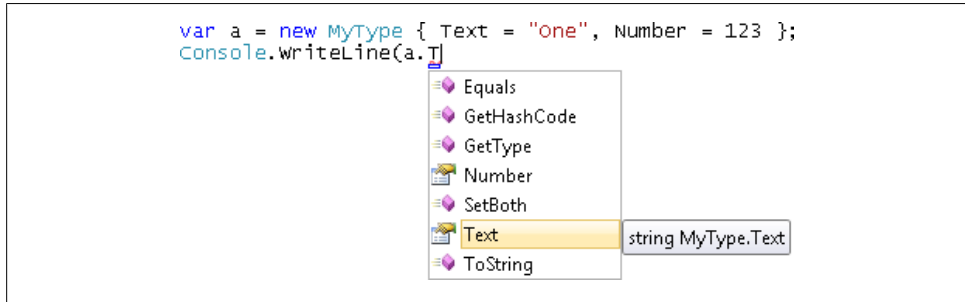 var a = new MyType { Text = "One", Number = 123 };
Console.WriteLine(a.T
Equals
GetHashCode
GetType
Number
SetBoth
Text
string MyType.Text
ToString